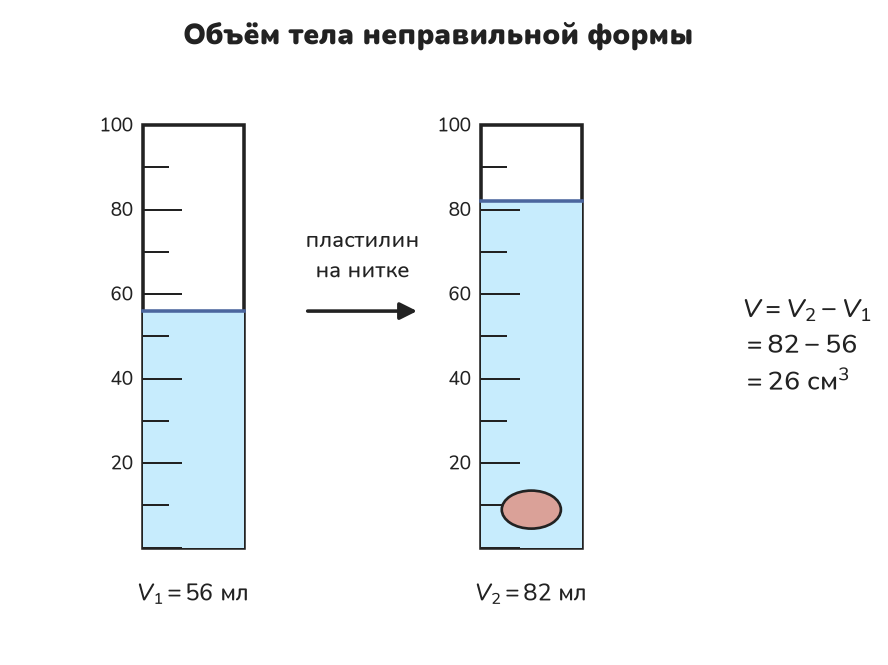 Объём тела неправильной формы
100
80
60
40
20
V₁ = 56 мл
пластилин
на нитке
100
80
60
40
20
V₂ = 82 мл
V = V₂ – V₁
= 82 – 56
= 26 см³